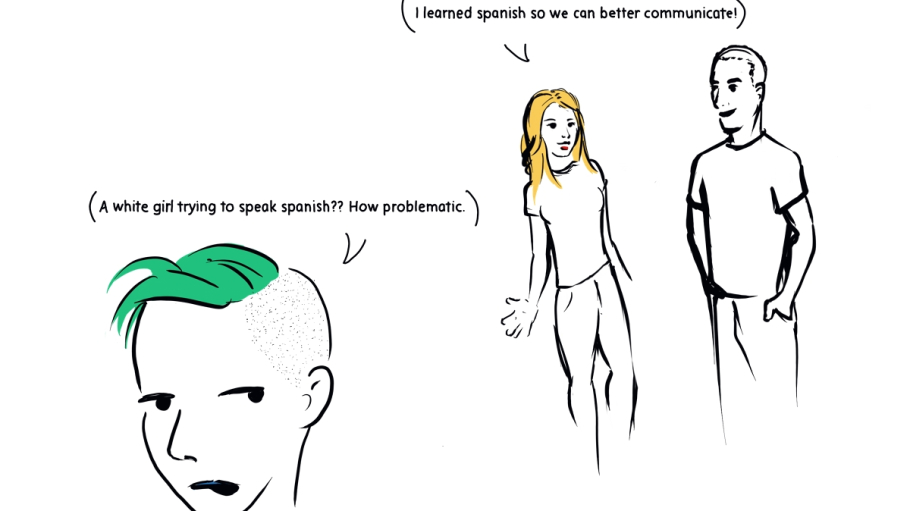 I learned spanish so we can better communicate!
A white girl trying to speak spanish?? How problematic.